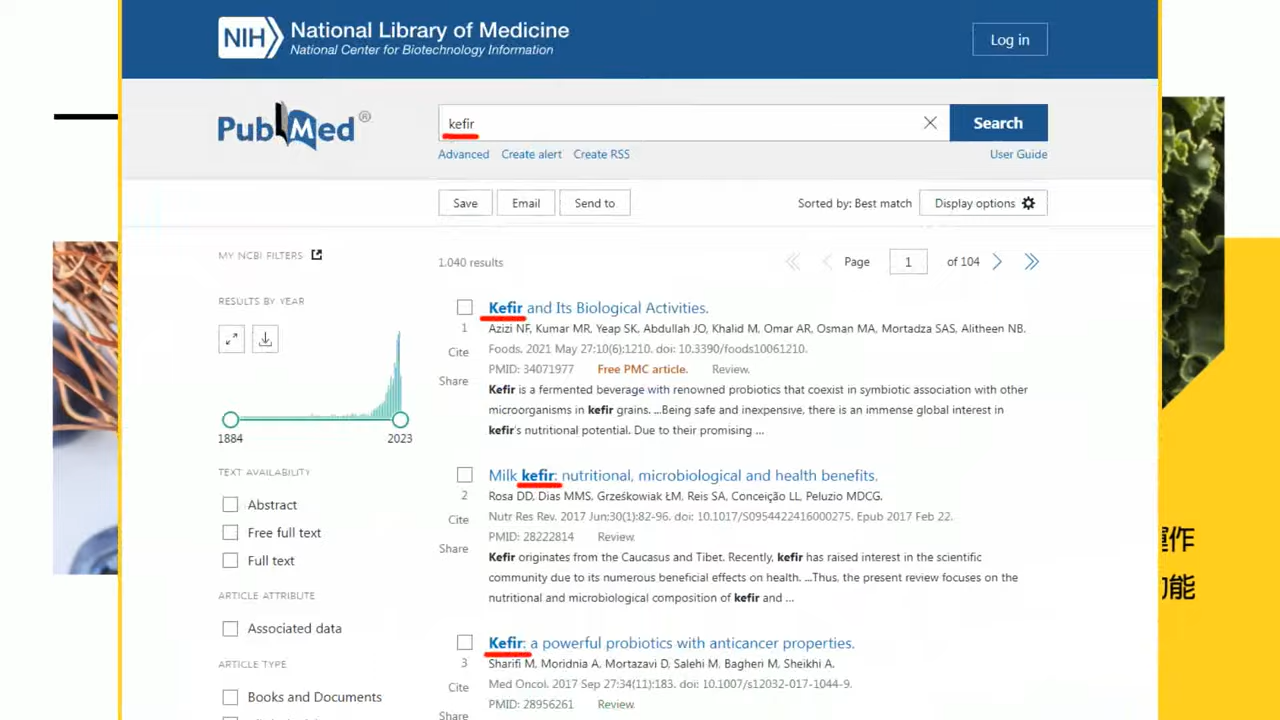 NIH National Library of Medicine
National Center for Biotechnology Information
Log in
PubMed®
kefir
Search
Advanced Create alert Create RSS
User Guide
Save Email Send to
Sorted by: Best match Display options
MY NCBI FILTERS
1.040 results
Page 1 of 104
RESULTS BY YEAR
1884 2023
TEXT AVAILABILITY
Abstract
Free full text
Full text
ARTICLE ATTRIBUTE
Associated data
ARTICLE TYPE
Books and Documents
Kefir and Its Biological Activities.
1
Azizi NF, Kumar MR, Yeap SK, Abdullah JO, Khalid M, Omar AR, Osman MA, Mortadza SAS, Alitheen NB.
Cite
Foods. 2021 May 27:10(6):1210. doi: 10.3390/foods10061210.
PMID: 34071977 Free PMC article. Review.
Share
Kefir is a fermented beverage with renowned probiotics that coexist in symbiotic association with other
microorganisms in kefir grains. ...Being safe and inexpensive, there is an immense global interest in
kefir's nutritional potential. Due to their promising ...
Milk kefir: nutritional, microbiological and health benefits.
2
Rosa DD, Dias MMS, Grześkowiak ŁM, Reis SA, Conceição LL, Peluzio MDCG.
Cite
Nutr Res Rev. 2017 Jun:30(1):82-96. doi: 10.1017/S0954422416000275. Epub 2017 Feb 22.
PMID: 28222814 Review.
Share
Kefir originates from the Caucasus and Tibet. Recently, kefir has raised interest in the scientific
community due to its numerous beneficial effects on health. ...Thus, the present review focuses on the
nutritional and microbiological composition of kefir and ...
Kefir: a powerful probiotics with anticancer properties.
3
Sharifi M, Moridnia A, Mortazavi D, Salehi M, Bagheri M, Sheikhi A.
Cite
Med Oncol. 2017 Sep 27:34(11):183. doi: 10.1007/s12032-017-1044-9.
PMID: 28956261 Review.
Share
作
能